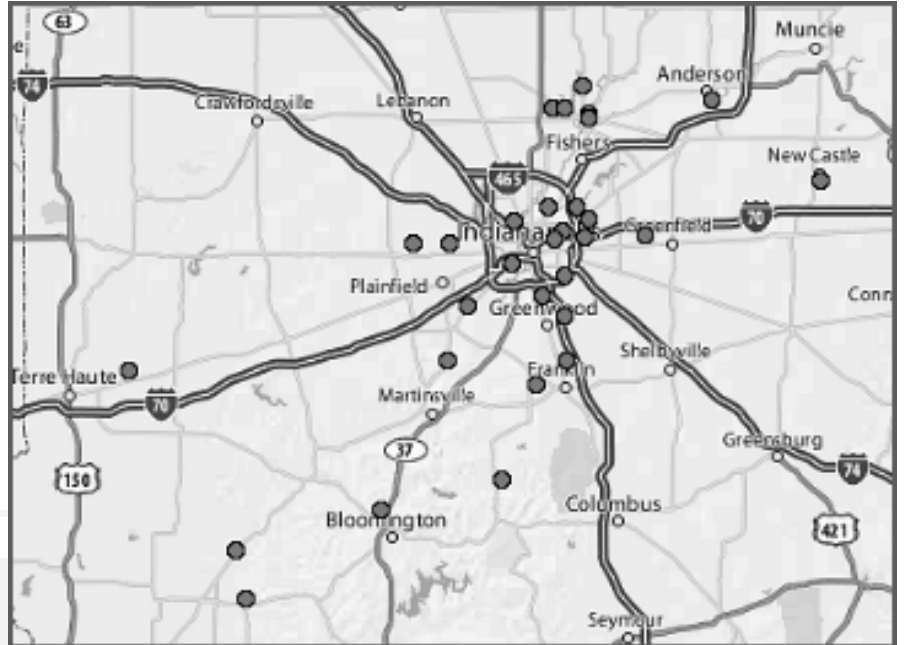 63
Muncie
e
Anderson
74
Crawfordsville
Lebanon
Fishers
New Castle
465
70
Greenfield
Plainfield
Conn
Greenwood
Shelbyville
Terre Haute
Franklin
70
Martinsville
37
Greensburg
74
150
Columbus
Bloomington
421
Seymour